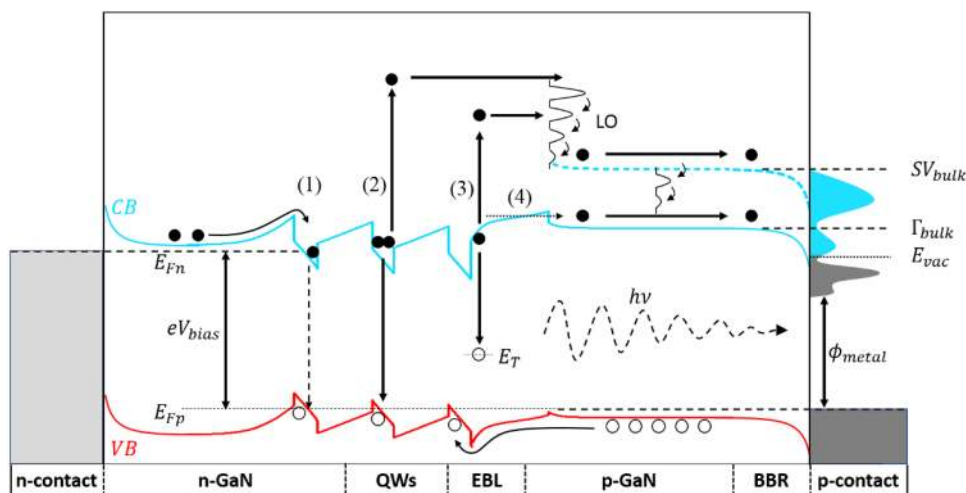 LO
SV_bulk
(1) (2) (3) (4)
CB
Γ_bulk
E_Fn
E_vac
hν
eV_bias
E_T
ϕ_metal
E_Fp
VB
n-contact n-GaN QWs EBL p-GaN BBR p-contact